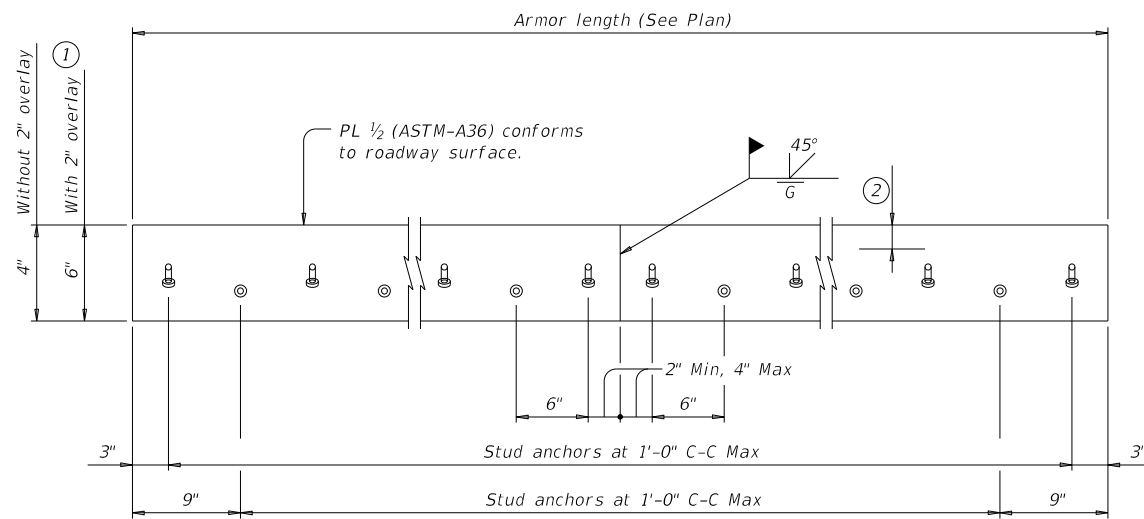 Armor length (See Plan)
Without 2" overlay
1
With 2" overlay
PL ½ (ASTM-A36) conforms
to roadway surface.
45°
G
2
4"
6"
2" Min, 4" Max
6"
6"
3"
Stud anchors at 1'-0" C-C Max
3"
9"
Stud anchors at 1'-0" C-C Max
9"